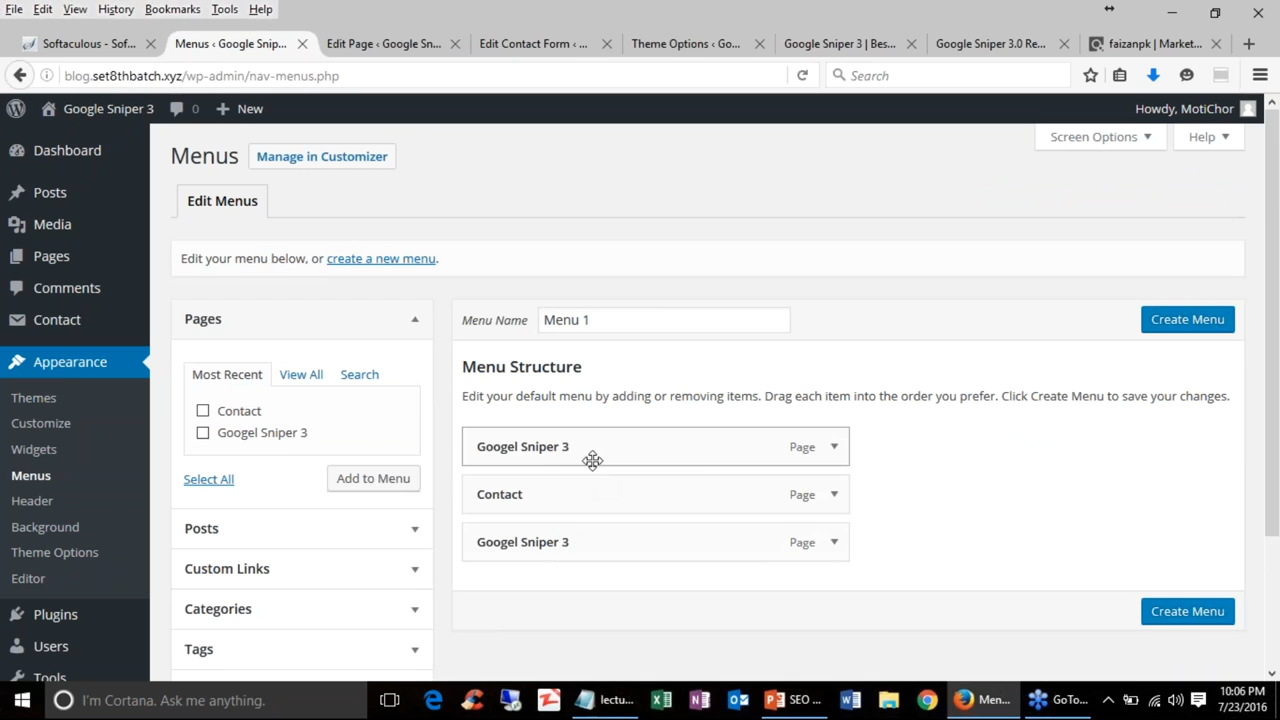 File Edit View History Bookmarks Tools Help
Softaculous - Sof... Menus ‹ Google Snip... Edit Page ‹ Google Sn... Edit Contact Form ‹ ... Theme Options ‹ Goo... Google Sniper 3 | Bes... Google Sniper 3.0 Re... faizanpk | Market...
blog.set8thbatch.xyz/wp-admin/nav-menus.php Search
Google Sniper 3 0 New Howdy, MotiChor
Screen Options Help
Dashboard
Posts
Media
Pages
Comments
Contact
Appearance
Themes
Customize
Widgets
Menus
Header
Background
Theme Options
Editor
Plugins
Users
Tools
Menus Manage in Customizer
Edit Menus
Edit your menu below, or create a new menu.
Pages
Most Recent View All Search
Contact
Googel Sniper 3
Select All Add to Menu
Posts
Custom Links
Categories
Tags
Menu Name Menu 1 Create Menu
Menu Structure
Edit your default menu by adding or removing items. Drag each item into the order you prefer. Click Create Menu to save your changes.
Googel Sniper 3 Page
Contact Page
Googel Sniper 3 Page
Create Menu
I'm Cortana. Ask me anything. lectu... SEO ... Men... GoTo... 10:06 PM
7/23/2016